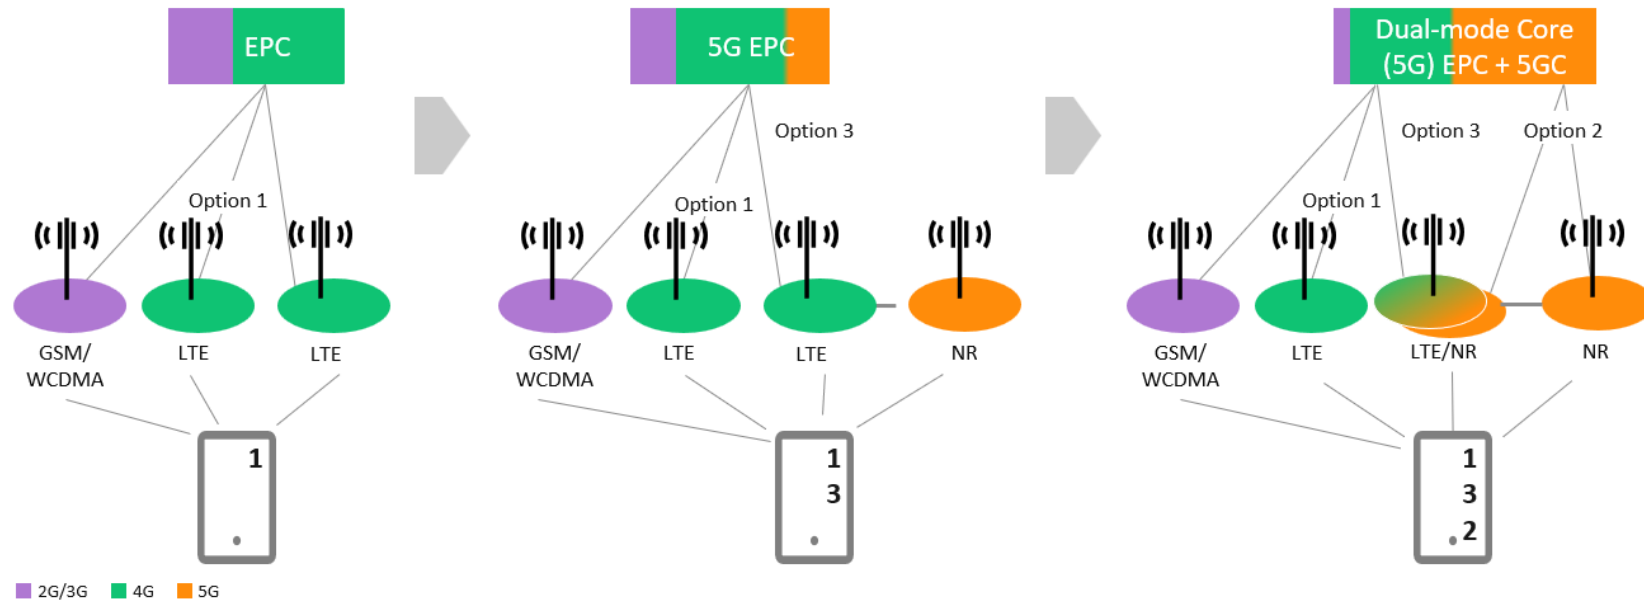 EPC
Option 1
GSM/
WCDMA
LTE
LTE
1
5G EPC
Option 3
Option 1
GSM/
WCDMA
LTE
LTE
NR
1
3
Dual-mode Core
(5G) EPC + 5GC
Option 3
Option 2
Option 1
GSM/
WCDMA
LTE
LTE/NR
NR
1
3
2
2G/3G
4G
5G